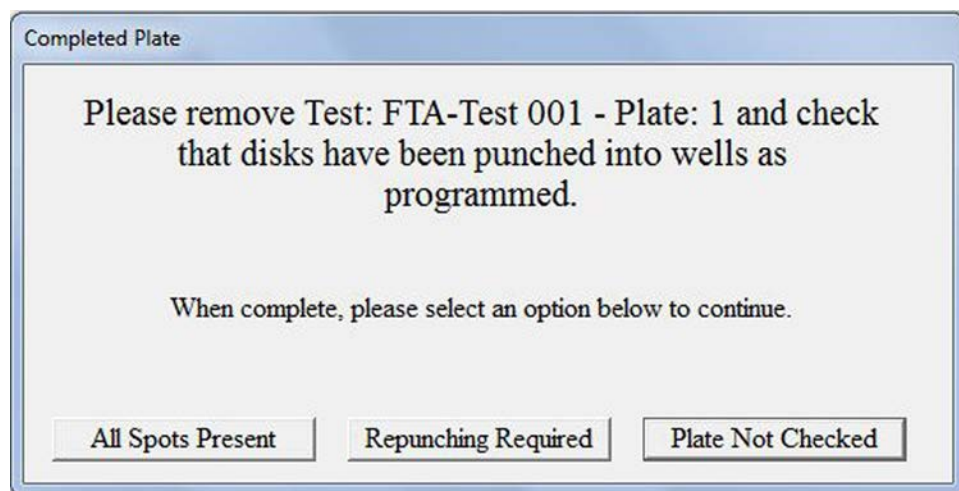 Completed Plate
Please remove Test: FTA-Test 001 - Plate: 1 and check
that disks have been punched into wells as
programmed.
When complete, please select an option below to continue.
All Spots Present
Repunching Required
Plate Not Checked